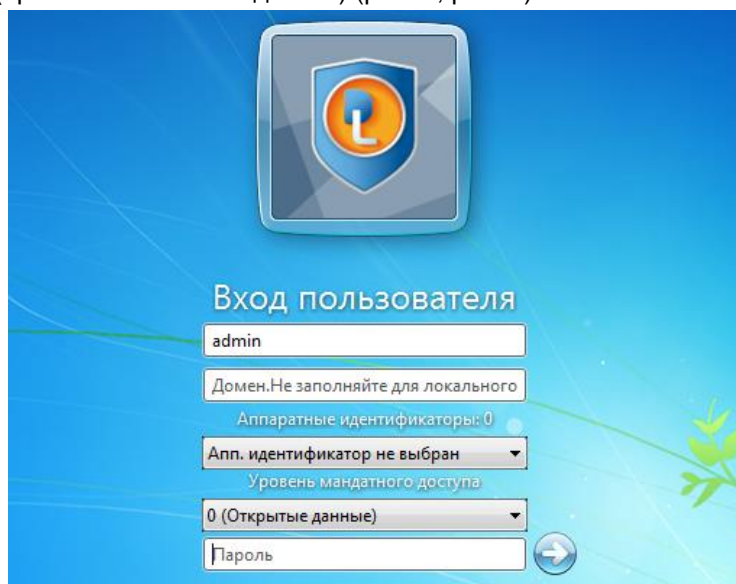 Вход пользователя
admin
Домен.Не заполняйте для локального
Аппаратные идентификаторы: 0
Апп. идентификатор не выбран
Уровень мандатного доступа
0 (Открытые данные)
Пароль